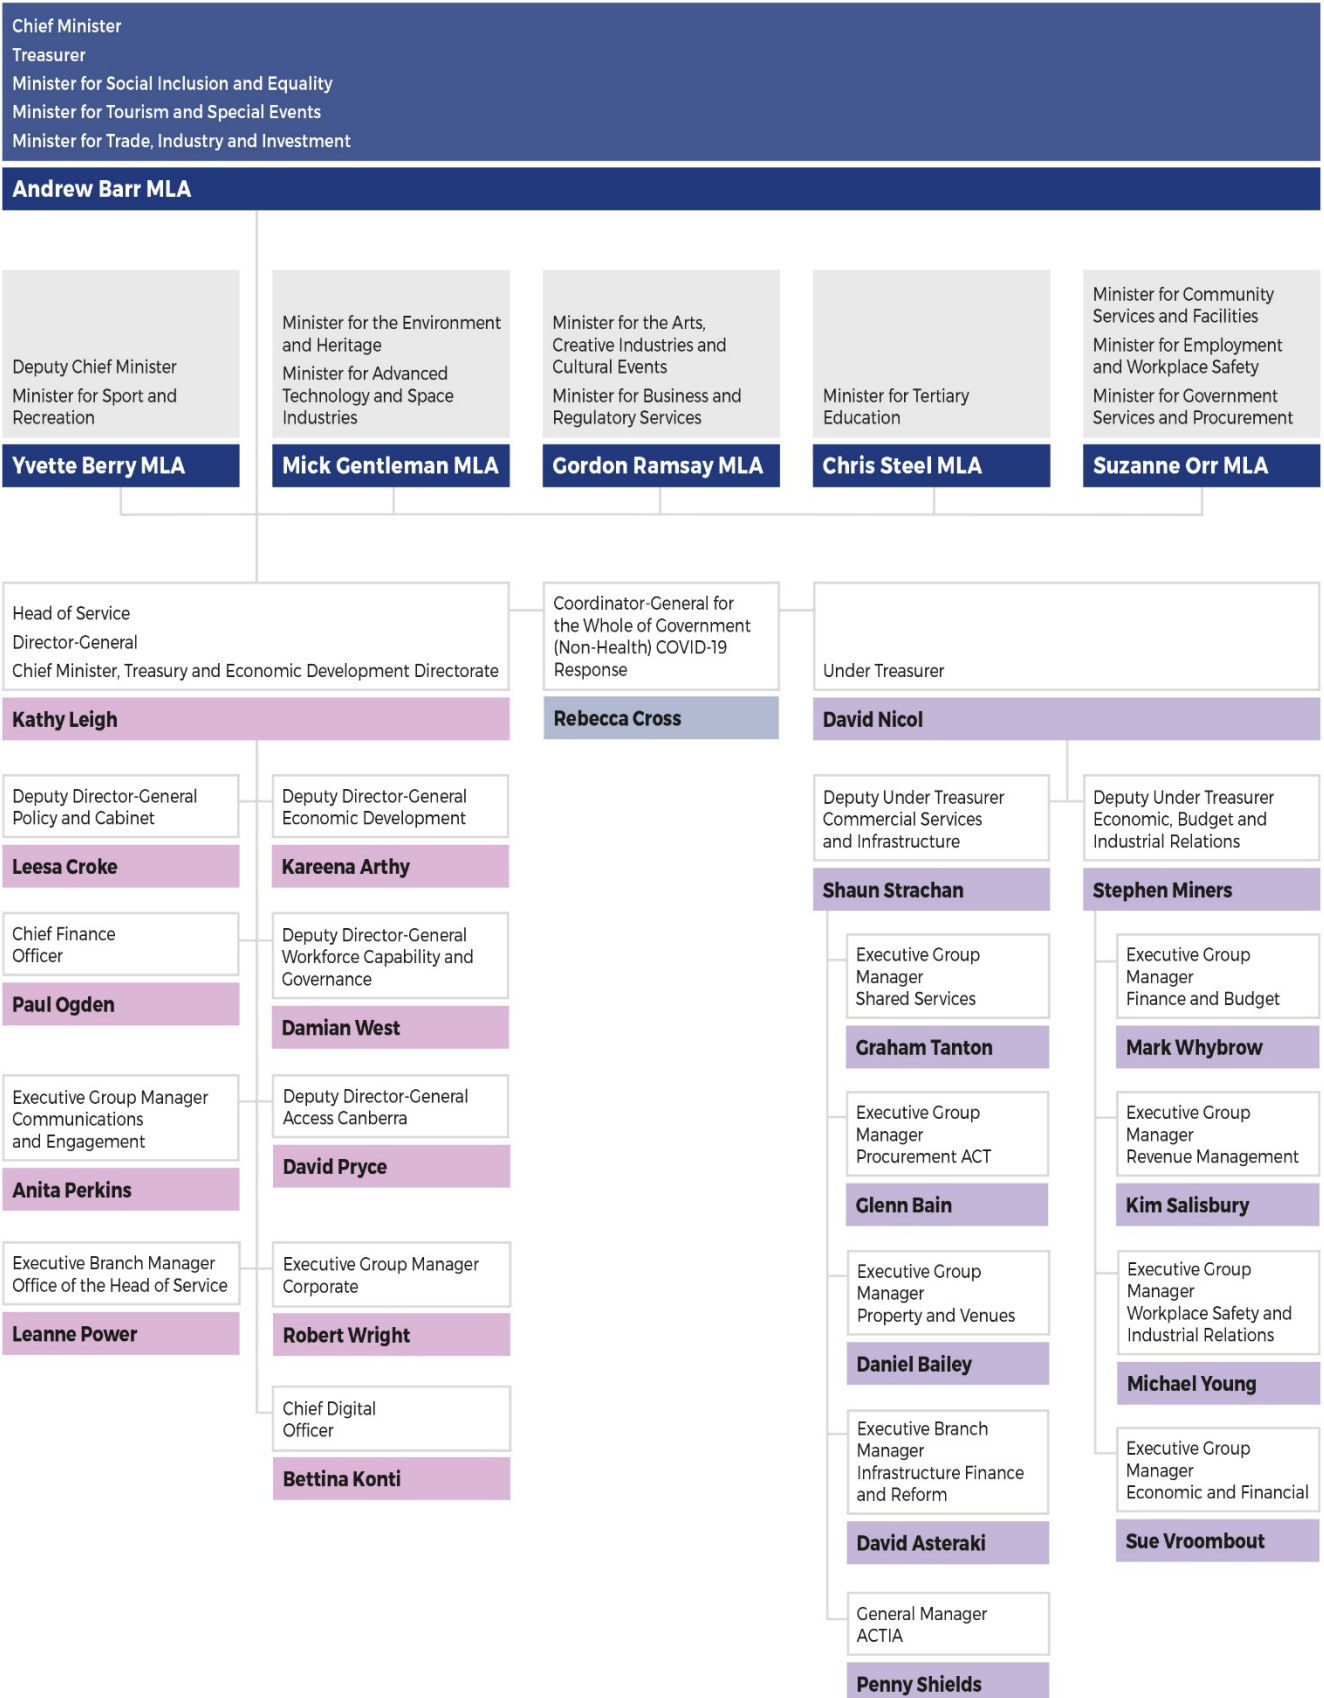 Chief Minister
Treasurer
Minister for Social Inclusion and Equality
Minister for Tourism and Special Events
Minister for Trade, Industry and Investment
Andrew Barr MLA
Deputy Chief Minister
Minister for Sport and
Recreation
Yvette Berry MLA
Minister for the Environment
and Heritage
Minister for Advanced
Technology and Space
Industries
Mick Gentleman MLA
Minister for the Arts,
Creative Industries and
Cultural Events
Minister for Business and
Regulatory Services
Gordon Ramsay MLA
Minister for Tertiary
Education
Chris Steel MLA
Minister for Community
Services and Facilities
Minister for Employment
and Workplace Safety
Minister for Government
Services and Procurement
Suzanne Orr MLA
Head of Service
Director-General
Chief Minister, Treasury and Economic Development Directorate
Kathy Leigh
Coordinator-General for
the Whole of Government
(Non-Health) COVID-19
Response
Rebecca Cross
Under Treasurer
David Nicol
Deputy Director-General
Policy and Cabinet
Leesa Croke
Deputy Director-General
Economic Development
Kareena Arthy
Chief Finance
Officer
Paul Ogden
Deputy Director-General
Workforce Capability and
Governance
Damian West
Executive Group Manager
Communications
and Engagement
Anita Perkins
Deputy Director-General
Access Canberra
David Pryce
Executive Branch Manager
Office of the Head of Service
Leanne Power
Executive Group Manager
Corporate
Robert Wright
Chief Digital
Officer
Bettina Konti
Deputy Under Treasurer
Commercial Services
and Infrastructure
Shaun Strachan
Executive Group
Manager
Shared Services
Graham Tanton
Executive Group
Manager
Procurement ACT
Glenn Bain
Executive Group
Manager
Property and Venues
Daniel Bailey
Executive Branch
Manager
Infrastructure Finance
and Reform
David Asteraki
General Manager
ACTIA
Penny Shields
Deputy Under Treasurer
Economic, Budget and
Industrial Relations
Stephen Miners
Executive Group
Manager
Finance and Budget
Mark Whybrow
Executive Group
Manager
Revenue Management
Kim Salisbury
Executive Group
Manager
Workplace Safety and
Industrial Relations
Michael Young
Executive Group
Manager
Economic and Financial
Sue Vroombout